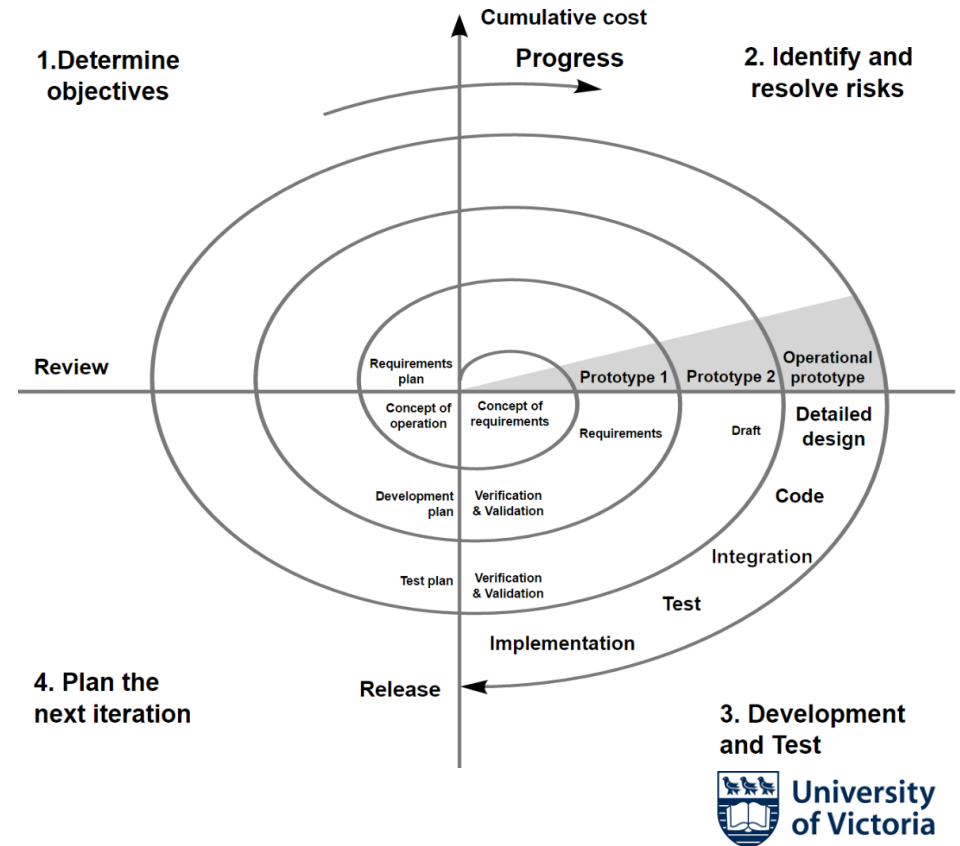 Cumulative cost
Progress
1.Determine
objectives
2. Identify and
resolve risks
Review
Requirements
plan
Prototype 1
Prototype 2
Operational
prototype
Concept of
operation
Concept of
requirements
Requirements
Draft
Detailed
design
Development
plan
Verification
& Validation
Code
Integration
Test plan
Verification
& Validation
Test
Implementation
Release
4. Plan the
next iteration
3. Development
and Test
University
of Victoria